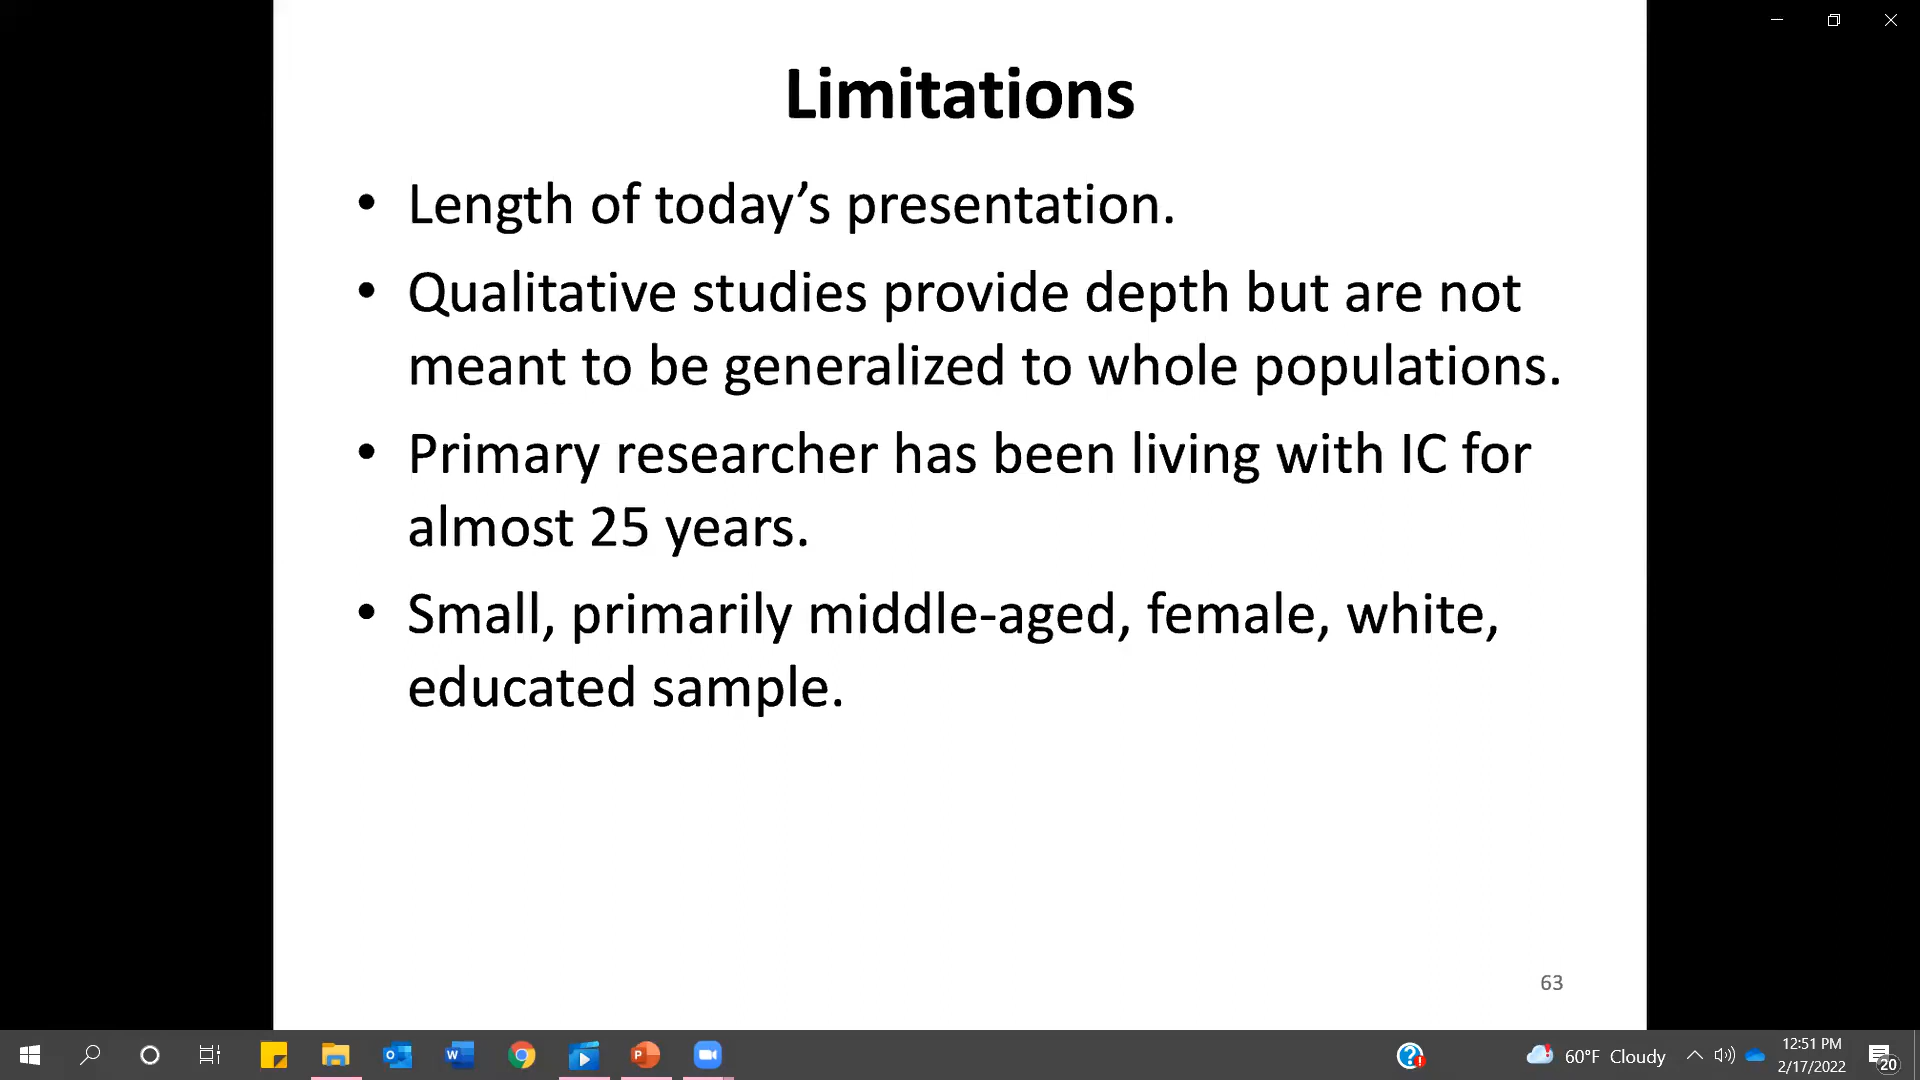 Limitations
• Length of today’s presentation.
• Qualitative studies provide depth but are not
meant to be generalized to whole populations.
• Primary researcher has been living with IC for
almost 25 years.
• Small, primarily middle-aged, female, white,
educated sample.
63
60°F Cloudy
12:51 PM
2/17/2022
20